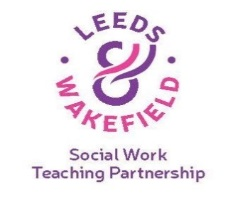 LEEDS
&
WAKEFIELD
Social Work
Teaching Partnership